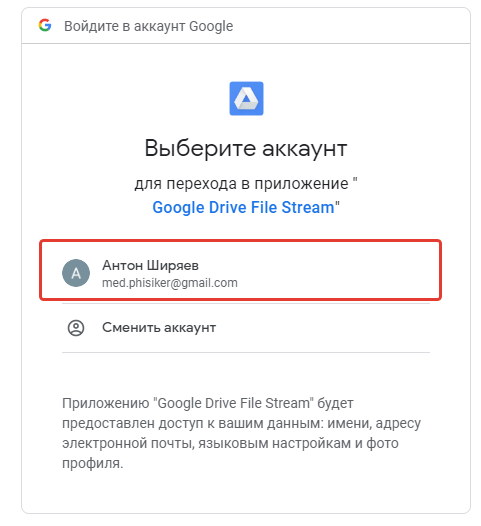 Войдите в аккаунт Google
Выберите аккаунт
для перехода в приложение "
Google Drive File Stream"
A
Антон Ширяев
med.phisiker@gmail.com
Сменить аккаунт
Приложению "Google Drive File Stream" будет
предоставлен доступ к вашим данным: имени, адресу
электронной почты, языковым настройкам и фото
профиля.